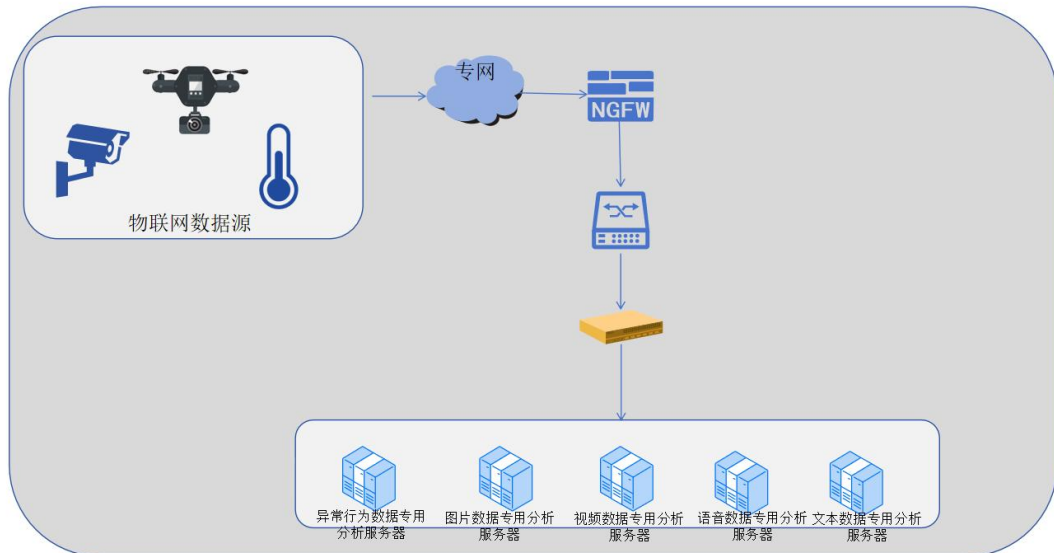 专网
NGFW
物联网数据源
异常行为数据专用
分析服务器
图片数据专用分析
服务器
视频数据专用分析
服务器
语音数据专用分析
服务器
文本数据专用分析
服务器